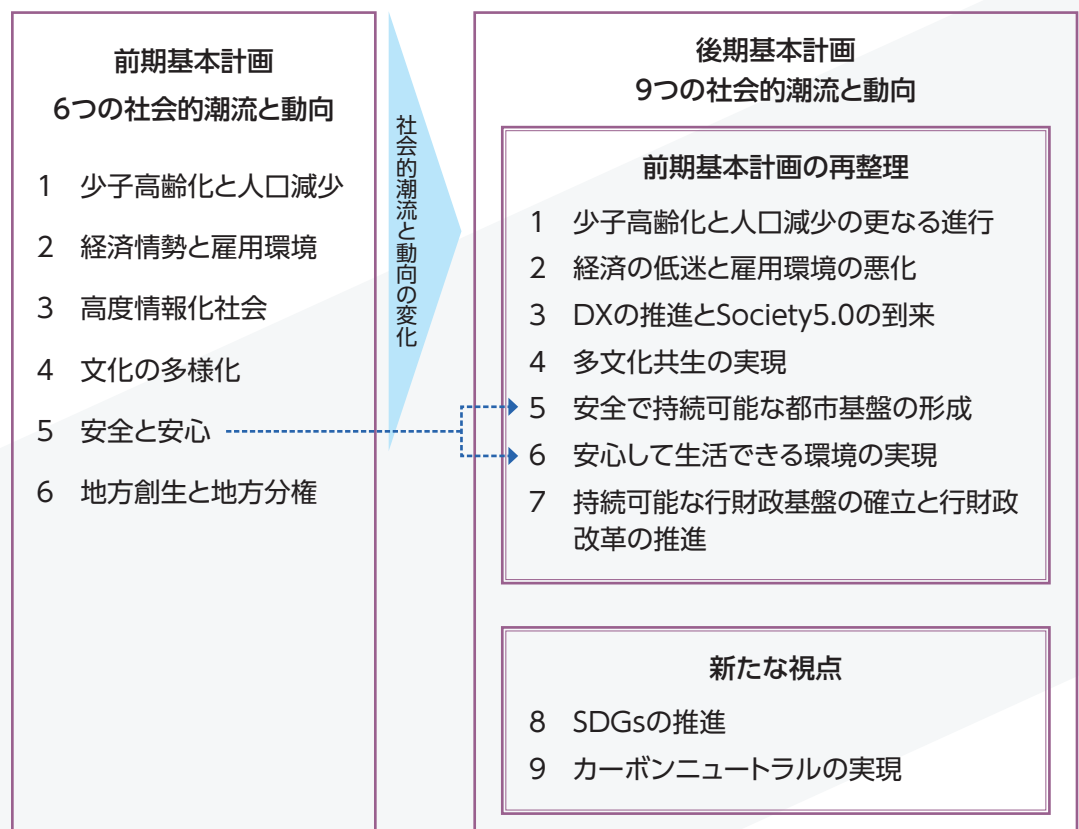 前期基本計画
6つの社会的潮流と動向
1 少子高齢化と人口減少
2 経済情勢と雇用環境
3 高度情報化社会
4 文化の多様化
5 安全と安心
6 地方創生と地方分権
社会的潮流と動向の変化
後期基本計画
9つの社会的潮流と動向
前期基本計画の再整理
1 少子高齢化と人口減少の更なる進行
2 経済の低迷と雇用環境の悪化
3 DXの推進とSociety5.0の到来
4 多文化共生の実現
5 安全で持続可能な都市基盤の形成
6 安心して生活できる環境の実現
7 持続可能な行財政基盤の確立と行財政
改革の推進
新たな視点
8 SDGsの推進
9 カーボンニュートラルの実現